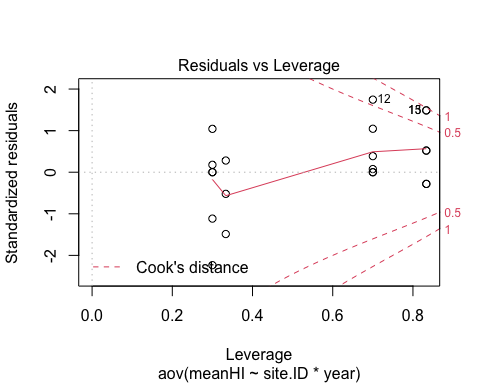 Residuals vs Leverage
Standardized residuals
2
1
0
-1
-2
12
1
0.5
0.5
1
Cook's distance
0.0 0.2 0.4 0.6 0.8
Leverage
aov(meanHI ~ site.ID * year)